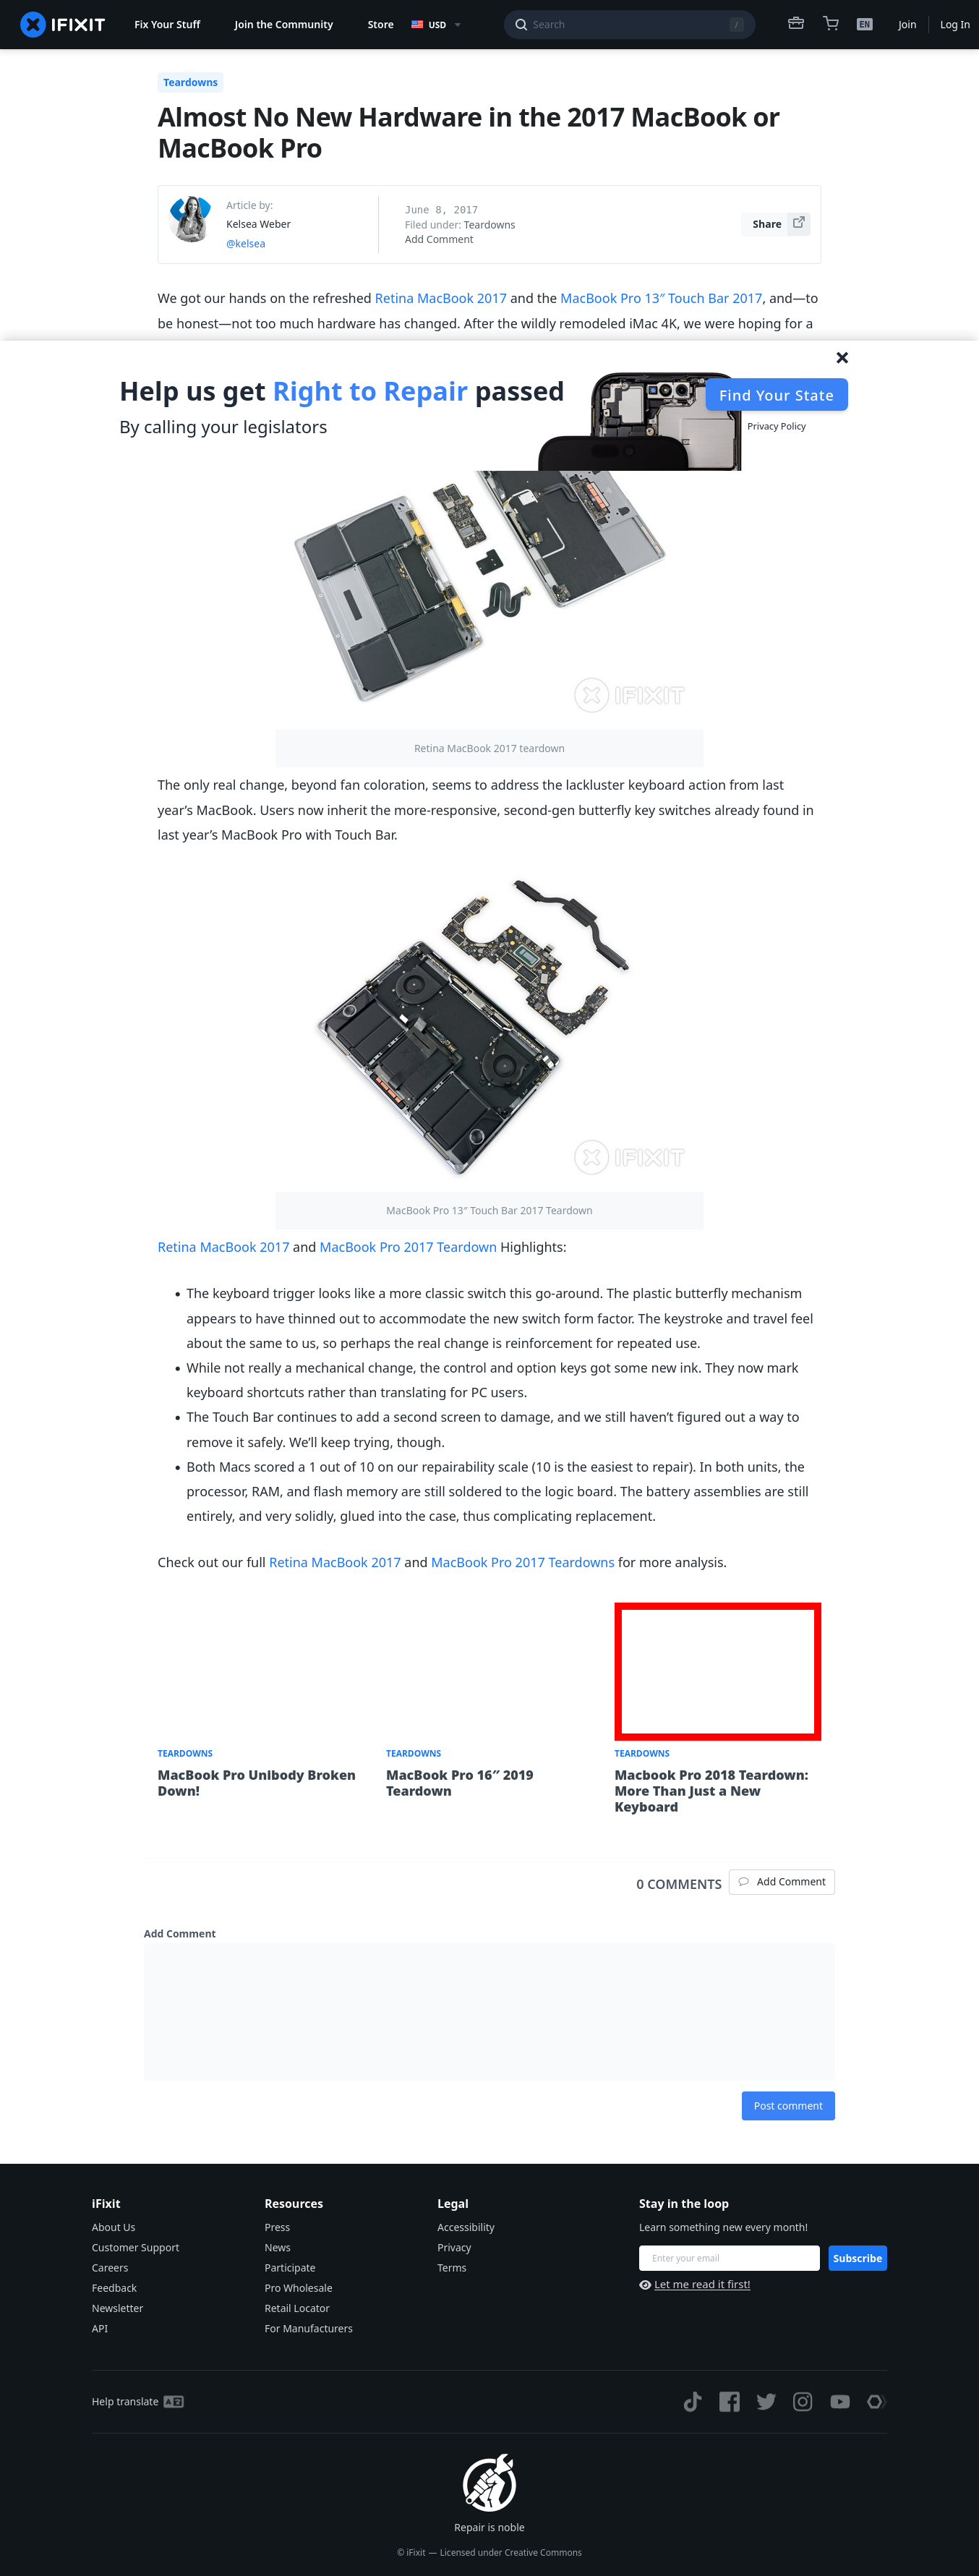 IFIXIT
Fix Your Stuff
Join the Community
Store
USD
Search
/
EN
Join
Log In
Teardowns
Almost No New Hardware in the 2017 MacBook or
MacBook Pro
Article by:
Kelsea Weber
@kelsea
June 8, 2017
Filed under: Teardowns
Add Comment
Share
We got our hands on the refreshed Retina MacBook 2017 and the MacBook Pro 13″ Touch Bar 2017, and—to
be honest—not too much hardware has changed. After the wildly remodeled iMac 4K, we were hoping for a
Help us get Right to Repair passed
By calling your legislators
Find Your State
Privacy Policy
IFIXIT
Retina MacBook 2017 teardown
The only real change, beyond fan coloration, seems to address the lackluster keyboard action from last
year’s MacBook. Users now inherit the more-responsive, second-gen butterfly key switches already found in
last year’s MacBook Pro with Touch Bar.
IFIXIT
MacBook Pro 13″ Touch Bar 2017 Teardown
Retina MacBook 2017 and MacBook Pro 2017 Teardown Highlights:
• The keyboard trigger looks like a more classic switch this go-around. The plastic butterfly mechanism
appears to have thinned out to accommodate the new switch form factor. The keystroke and travel feel
about the same to us, so perhaps the real change is reinforcement for repeated use.
• While not really a mechanical change, the control and option keys got some new ink. They now mark
keyboard shortcuts rather than translating for PC users.
• The Touch Bar continues to add a second screen to damage, and we still haven’t figured out a way to
remove it safely. We’ll keep trying, though.
• Both Macs scored a 1 out of 10 on our repairability scale (10 is the easiest to repair). In both units, the
processor, RAM, and flash memory are still soldered to the logic board. The battery assemblies are still
entirely, and very solidly, glued into the case, thus complicating replacement.
Check out our full Retina MacBook 2017 and MacBook Pro 2017 Teardowns for more analysis.
TEARDOWNS
MacBook Pro Unibody Broken
Down!
TEARDOWNS
MacBook Pro 16″ 2019
Teardown
TEARDOWNS
Macbook Pro 2018 Teardown:
More Than Just a New
Keyboard
0 COMMENTS
Add Comment
Add Comment
Post comment
iFixit
About Us
Customer Support
Careers
Feedback
Newsletter
API
Resources
Press
News
Participate
Pro Wholesale
Retail Locator
For Manufacturers
Legal
Accessibility
Privacy
Terms
Stay in the loop
Learn something new every month!
Enter your email
Subscribe
Let me read it first!
Help translate
Repair is noble
© iFixit — Licensed under Creative Commons